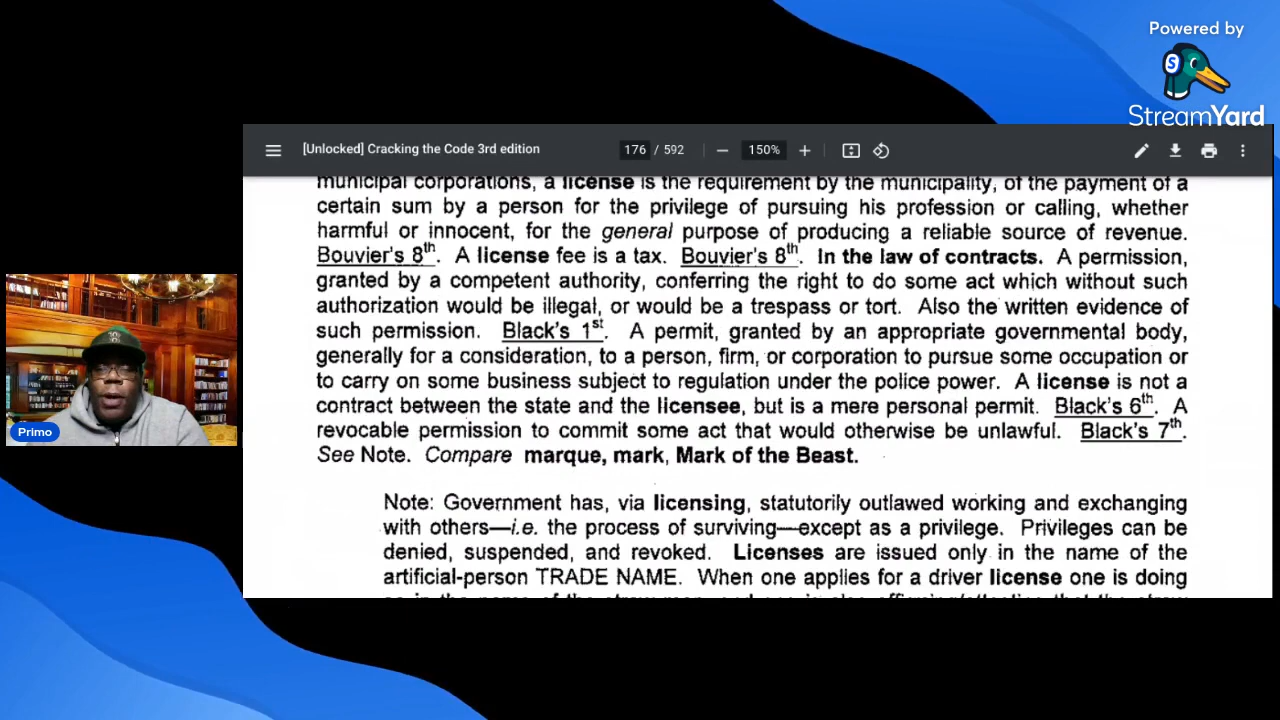 Powered by
StreamYard
[Unlocked] Cracking the Code 3rd edition
176 / 592
150%
municipal corporations, a license is the requirement by the municipality, of the payment of a
certain sum by a person for the privilege of pursuing his profession or calling, whether
harmful or innocent, for the general purpose of producing a reliable source of revenue.
Bouvier's 8th. A license fee is a tax. Bouvier's 8th. In the law of contracts. A permission,
granted by a competent authority, conferring the right to do some act which without such
authorization would be illegal, or would be a trespass or tort. Also the written evidence of
such permission. Black's 1st. A permit, granted by an appropriate governmental body,
generally for a consideration, to a person, firm, or corporation to pursue some occupation or
to carry on some business subject to regulation under the police power. A license is not a
contract between the state and the licensee, but is a mere personal permit. Black's 6th. A
revocable permission to commit some act that would otherwise be unlawful. Black's 7th.
See Note. Compare marque, mark, Mark of the Beast.
Note: Government has, via licensing, statutorily outlawed working and exchanging
with others—i.e. the process of surviving—except as a privilege. Privileges can be
denied, suspended, and revoked. Licenses are issued only in the name of the
artificial-person TRADE NAME. When one applies for a driver license one is doing
Primo